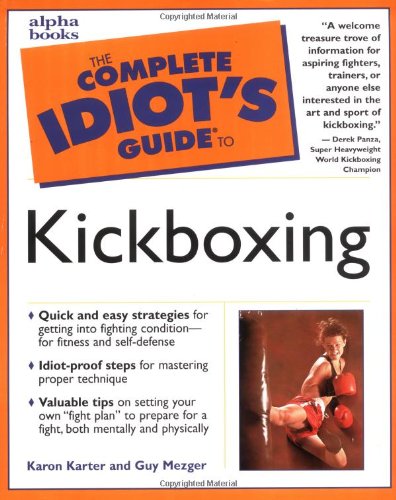 Copyrighted Material
alpha
books
THE
COMPLETE
IDIOT'S
GUIDE® TO
"A welcome
treasure trove of
information for
aspiring fighters,
trainers, or
anyone else
interested in the
art and sport of
kickboxing."
— Derek Panza,
Super Heavyweight
World Kickboxing
Champion
Kickboxing
♦ Quick and easy strategies for
getting into fighting condition—
for fitness and self-defense
♦ Idiot-proof steps for mastering
proper technique
♦ Valuable tips on setting your
own "fight plan" to prepare for a
fight, both mentally and physically
Karon Karter and Guy Mezger
Copyrighted Material